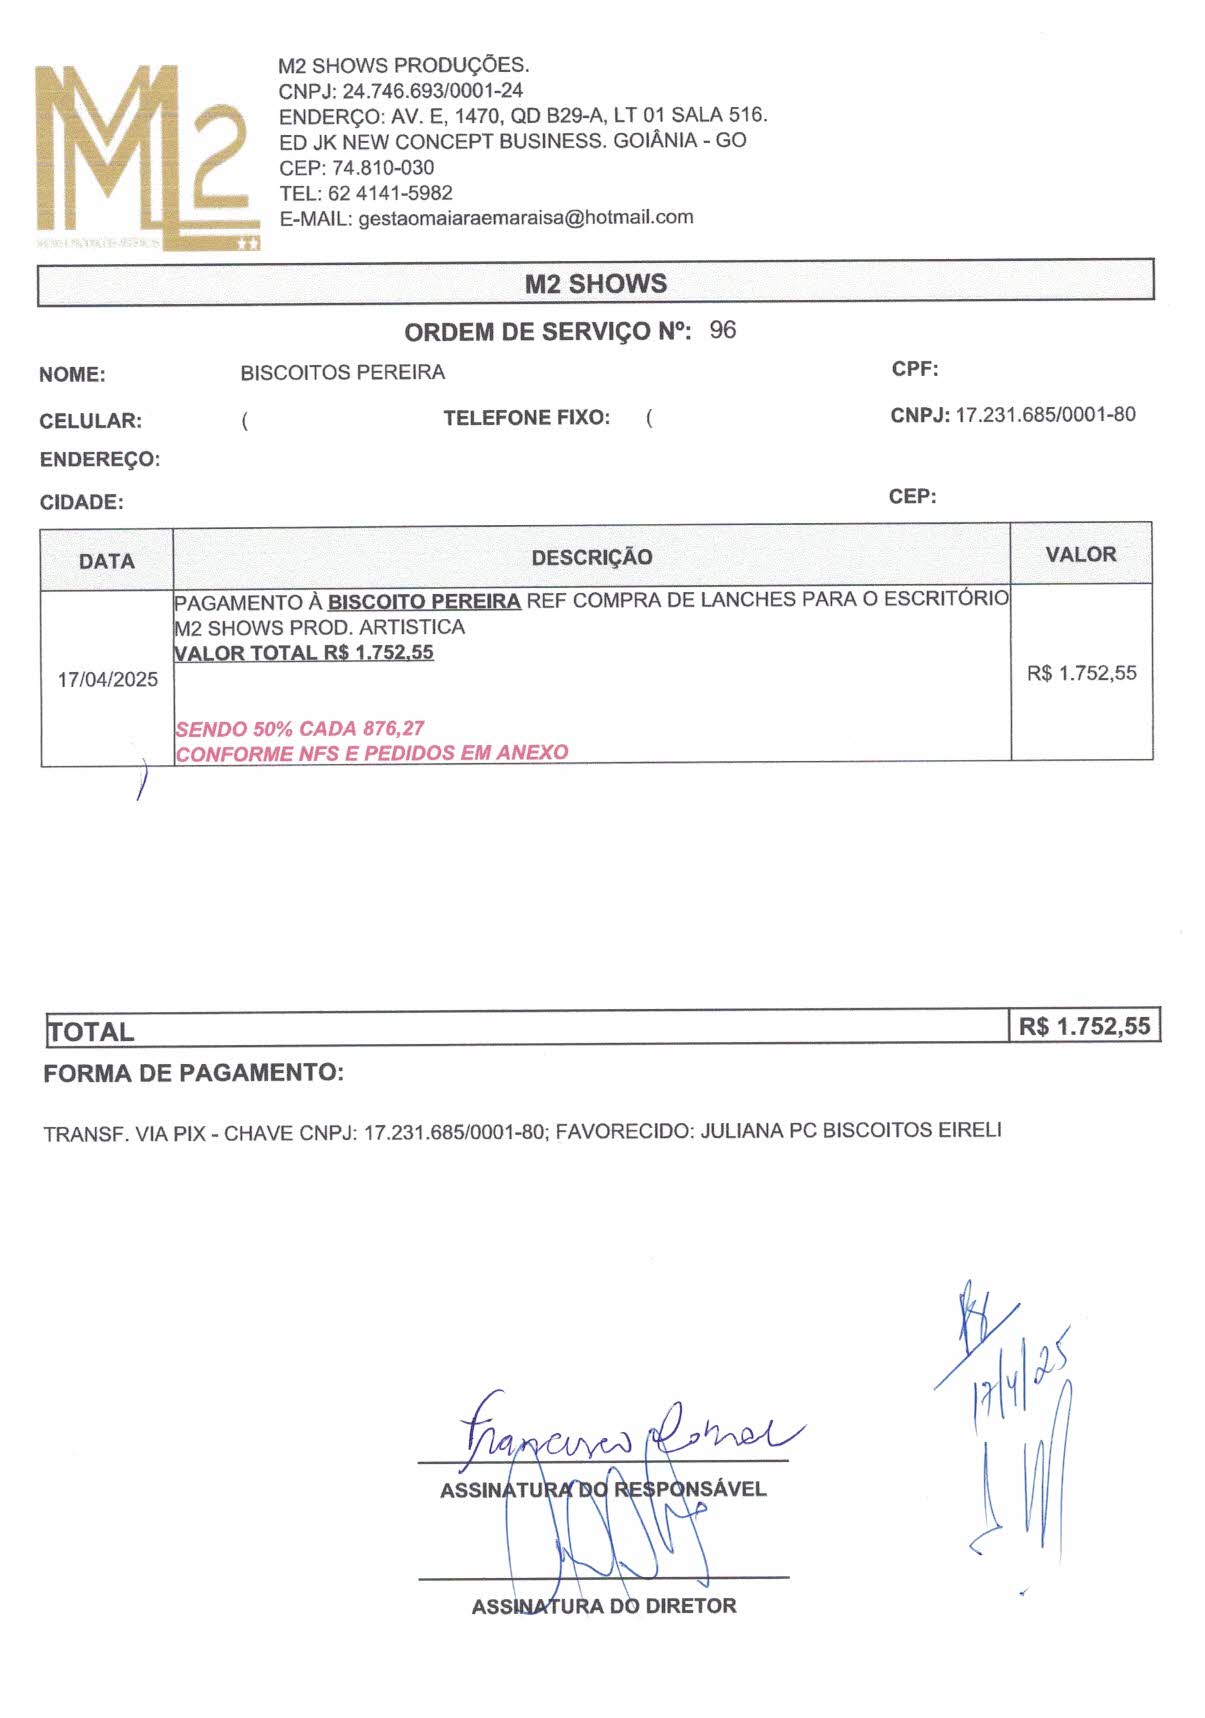 M2
M2 SHOWS PRODUÇÕES.
CNPJ: 24.746.693/0001-24
ENDERÇO: AV. E, 1470, QD B29-A, LT 01 SALA 516.
ED JK NEW CONCEPT BUSINESS. GOIÂNIA - GO
CEP: 74.810-030
TEL: 62 4141-5982
E-MAIL: gestaomaiaraemaraisa@hotmail.com
M2 SHOWS
ORDEM DE SERVIÇO Nº: 96
NOME: BISCOITOS PEREIRA CPF:
CELULAR: ( TELEFONE FIXO: ( CNPJ: 17.231.685/0001-80
ENDEREÇO:
CIDADE: CEP:
DATA DESCRIÇÃO VALOR
PAGAMENTO À BISCOITO PEREIRA REF COMPRA DE LANCHES PARA O ESCRITÓRIO
M2 SHOWS PROD. ARTISTICA
VALOR TOTAL R$ 1.752,55
17/04/2025 R$ 1.752,55
SENDO 50% CADA 876,27
CONFORME NFS E PEDIDOS EM ANEXO
TOTAL R$ 1.752,55
FORMA DE PAGAMENTO:
TRANSF. VIA PIX - CHAVE CNPJ: 17.231.685/0001-80; FAVORECIDO: JULIANA PC BISCOITOS EIRELI
17/4/25
Francisco
ASSINATURA DO RESPONSÁVEL
ASSINATURA DO DIRETOR